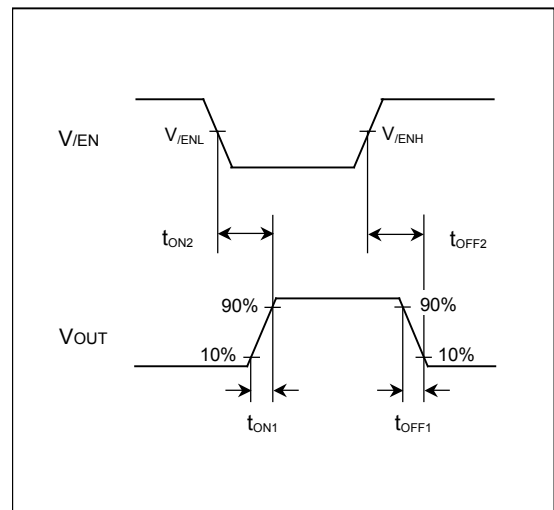 V/EN
V/ENL
V/ENH
tON2
tOFF2
VOUT
90%
90%
10%
10%
tON1
tOFF1